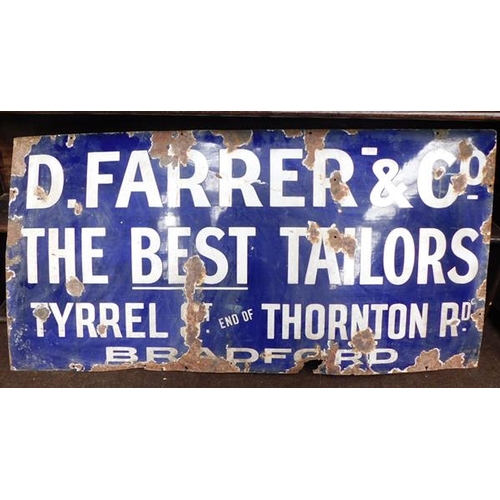 D. FARRER & Co.
THE BEST TAILORS
TYRREL ST. END OF THORNTON RD.
BRADFORD